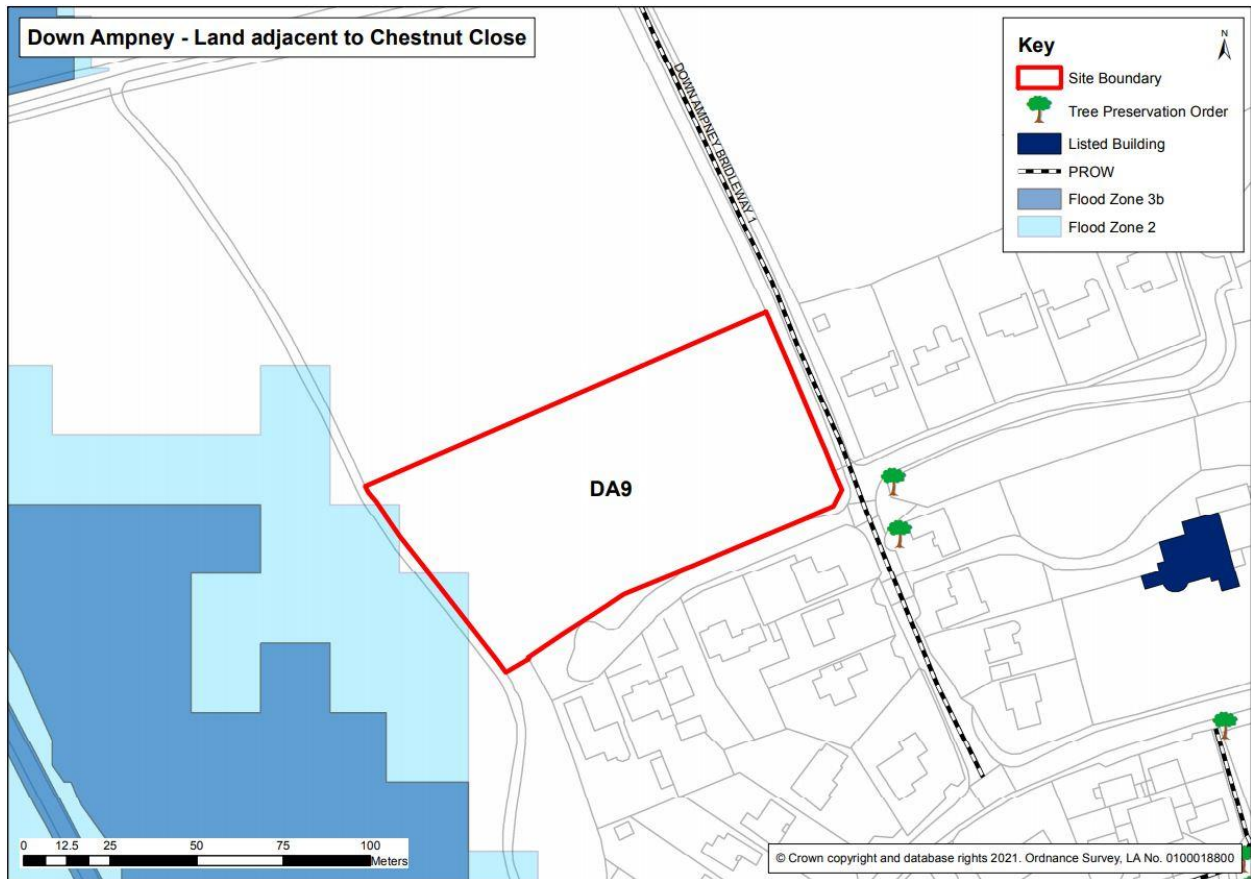 Down Ampney - Land adjacent to Chestnut Close
Key
N
Site Boundary
Tree Preservation Order
Listed Building
PROW
Flood Zone 3b
Flood Zone 2
DOWN AMPNEY BRIDLEWAY 1
DA9
0 12.5 25 50 75 100
Meters
© Crown copyright and database rights 2021. Ordnance Survey, LA No. 0100018800